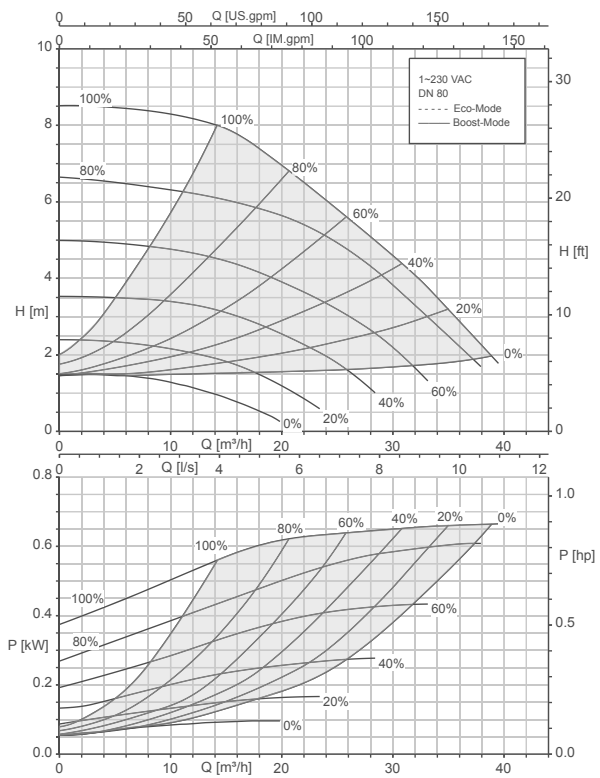 0 50 100 150
Q [US.gpm]
0 50 100 150
Q [IM.gpm]
10
8
6
4
H [m]
2
0
30
20
H [ft]
10
0
1~230 VAC
DN 80
Eco-Mode
Boost-Mode
100%
100%
80%
80%
60%
40%
20%
0%
60%
40%
20%
0%
0 10 20 30 40
Q [m³/h]
0 2 4 6 8 10 12
Q [l/s]
0.8
0.6
0.4
P [kW]
0.2
0.0
1.0
P [hp]
0.5
0.0
100%
80%
60%
40%
20%
0%
100%
80%
60%
40%
20%
0%
0 10 20 30 40
Q [m³/h]